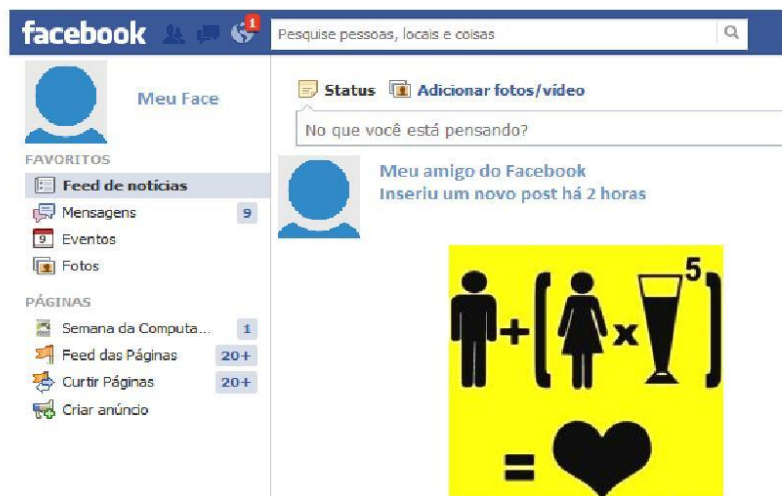 facebook
1
Pesquise pessoas, locais e coisas
Meu Face
FAVORITOS
Feed de notícias
Mensagens 9
9 Eventos
Fotos
PÁGINAS
Semana da Computa... 1
Feed das Páginas 20+
Curtir Páginas 20+
Criar anúncio
Status Adicionar fotos/vídeo
No que você está pensando?
Meu amigo do Facebook
Inseriu um novo post há 2 horas
+ ( x 5 )
=